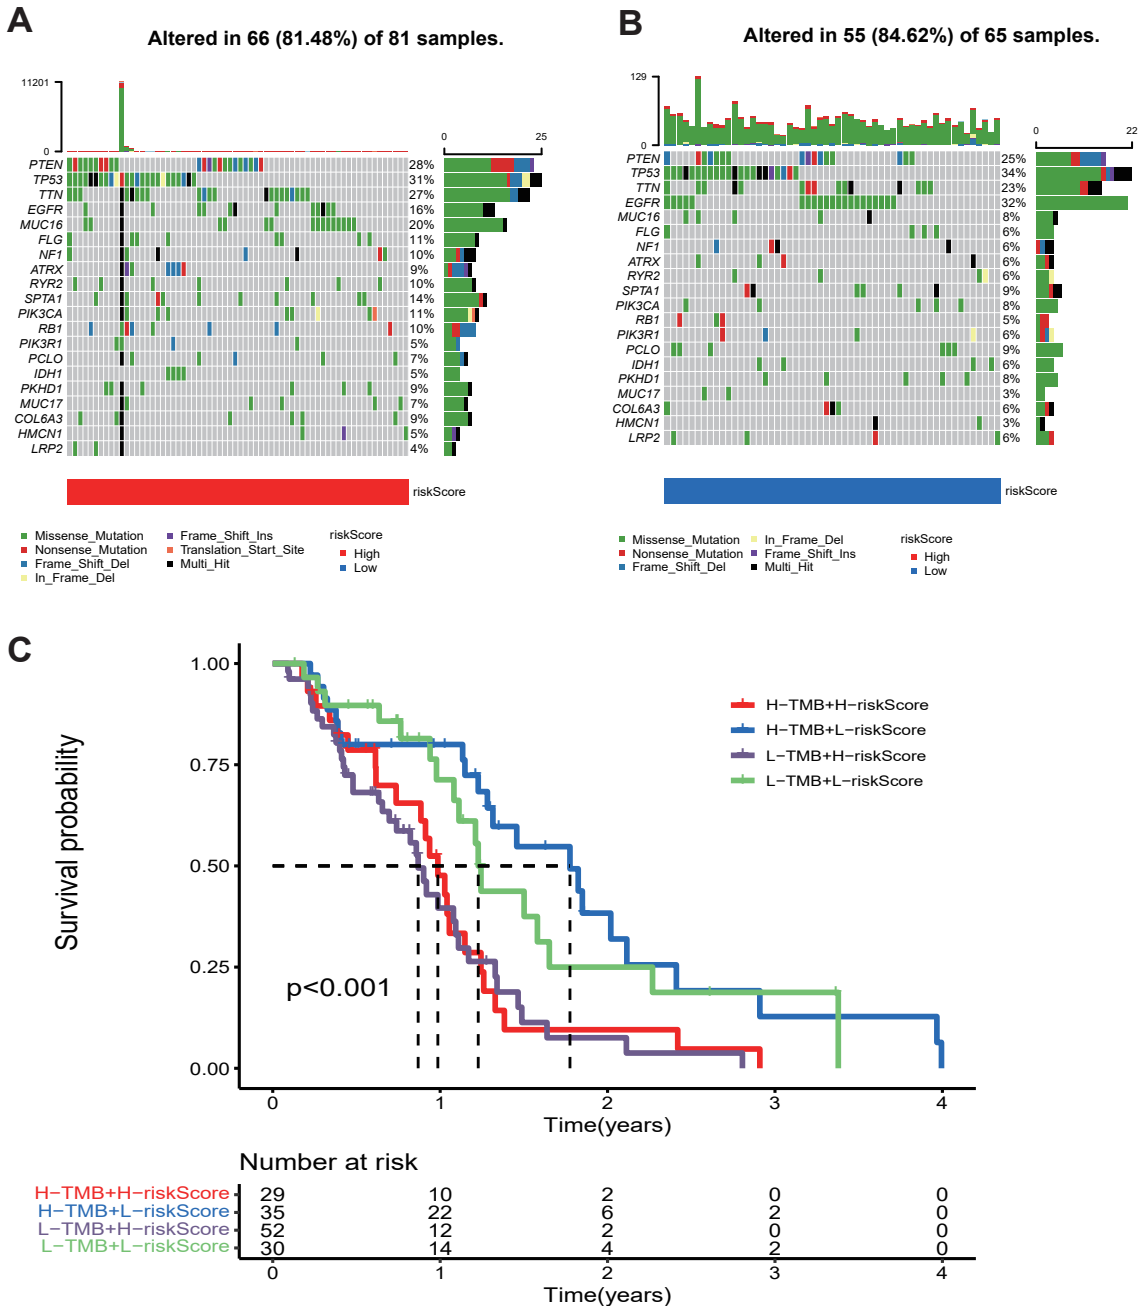 A
Altered in 66 (81.48%) of 81 samples.
11201
0
0 25
PTEN 28%
TP53 31%
TTN 27%
EGFR 16%
MUC16 20%
FLG 11%
NF1 10%
ATRX 9%
RYR2 10%
SPTA1 14%
PIK3CA 11%
RB1 10%
PIK3R1 5%
PCLO 7%
IDH1 5%
PKHD1 9%
MUC17 7%
COL6A3 9%
HMCN1 5%
LRP2 4%
riskScore
Missense_Mutation
Nonsense_Mutation
Frame_Shift_Del
In_Frame_Del
Frame_Shift_Ins
Translation_Start_Site
Multi_Hit
riskScore
High
Low
B
Altered in 55 (84.62%) of 65 samples.
129
0
0 22
PTEN 25%
TP53 34%
TTN 23%
EGFR 32%
MUC16 8%
FLG 6%
NF1 6%
ATRX 6%
RYR2 6%
SPTA1 9%
PIK3CA 8%
RB1 5%
PIK3R1 6%
PCLO 9%
IDH1 6%
PKHD1 8%
MUC17 3%
COL6A3 6%
HMCN1 3%
LRP2 6%
riskScore
Missense_Mutation
Nonsense_Mutation
Frame_Shift_Del
In_Frame_Del
Frame_Shift_Ins
Multi_Hit
riskScore
High
Low
C
Survival probability
1.00
0.75
0.50
0.25
0.00
p<0.001
H−TMB+H−riskScore
H−TMB+L−riskScore
L−TMB+H−riskScore
L−TMB+L−riskScore
0 1 2 3 4
Time(years)
Number at risk
H−TMB+H−riskScore 29 10 2 0 0
H−TMB+L−riskScore 35 22 6 2 0
L−TMB+H−riskScore 52 12 2 0 0
L−TMB+L−riskScore 30 14 4 2 0
0 1 2 3 4
Time(years)